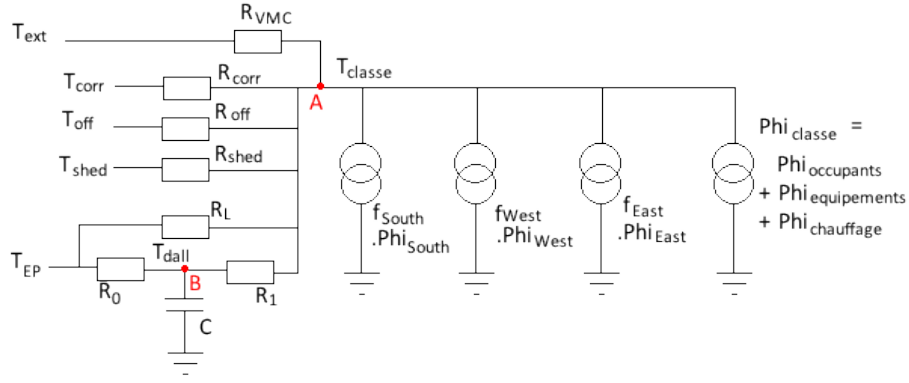 R_VMC
T_ext
T_classe
T_corr
R_corr
A
T_off
R_off
T_shed
R_shed
Phi_classe =
Phi_occupants
+ Phi_equipements
+ Phi_chauffage
f_South
.Phi_South
f_West
.Phi_West
f_East
.Phi_East
R_L
T_EP
T_dall
B
R_0
R_1
C